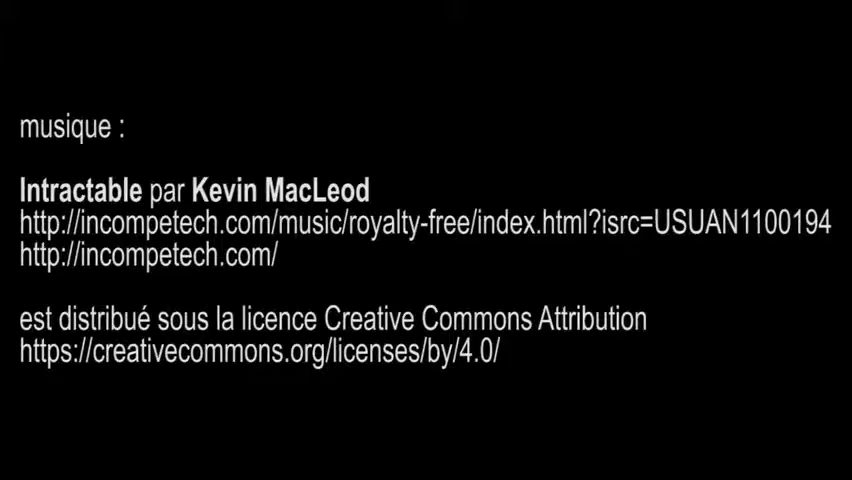 musique :
Intractable par Kevin MacLeod
http://incompetech.com/music/royalty-free/index.html?isrc=USUAN1100194
http://incompetech.com/
est distribué sous la licence Creative Commons Attribution
https://creativecommons.org/licenses/by/4.0/